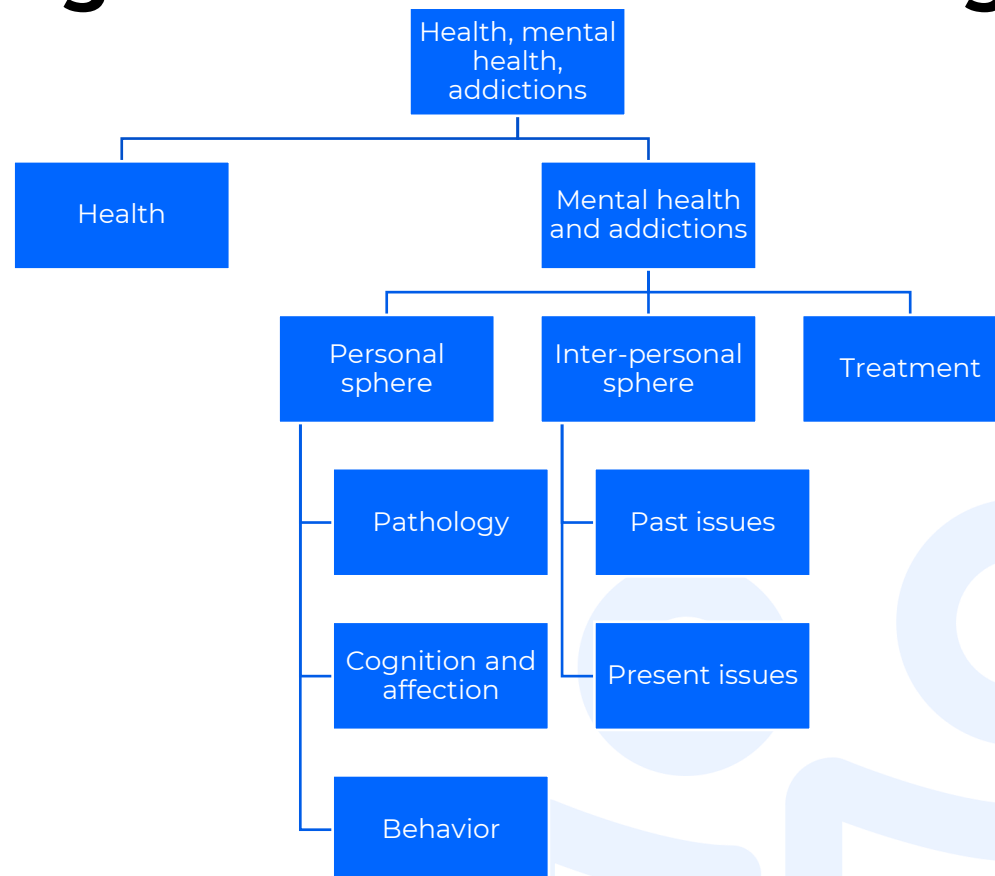 Health, mental
health,
addictions
Health
Mental health
and addictions
Personal
sphere
Inter-personal
sphere
Treatment
Pathology
Past issues
Cognition and
affection
Present issues
Behavior